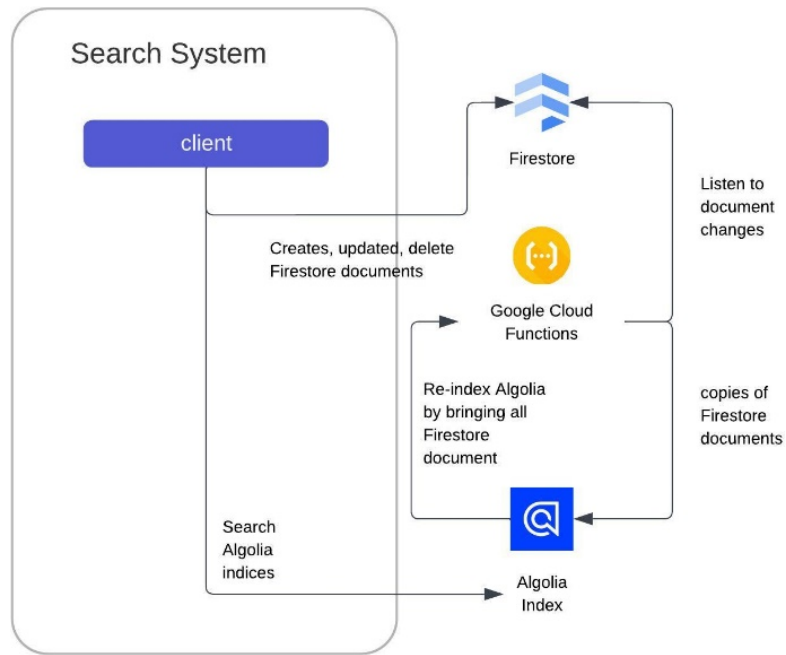 Search System
client
Firestore
Listen to
document
changes
Creates, updated, delete
Firestore documents
Google Cloud
Functions
Re-index Algolia
by bringing all
Firestore
document
copies of
Firestore
documents
Search
Algolia
indices
Algolia
Index